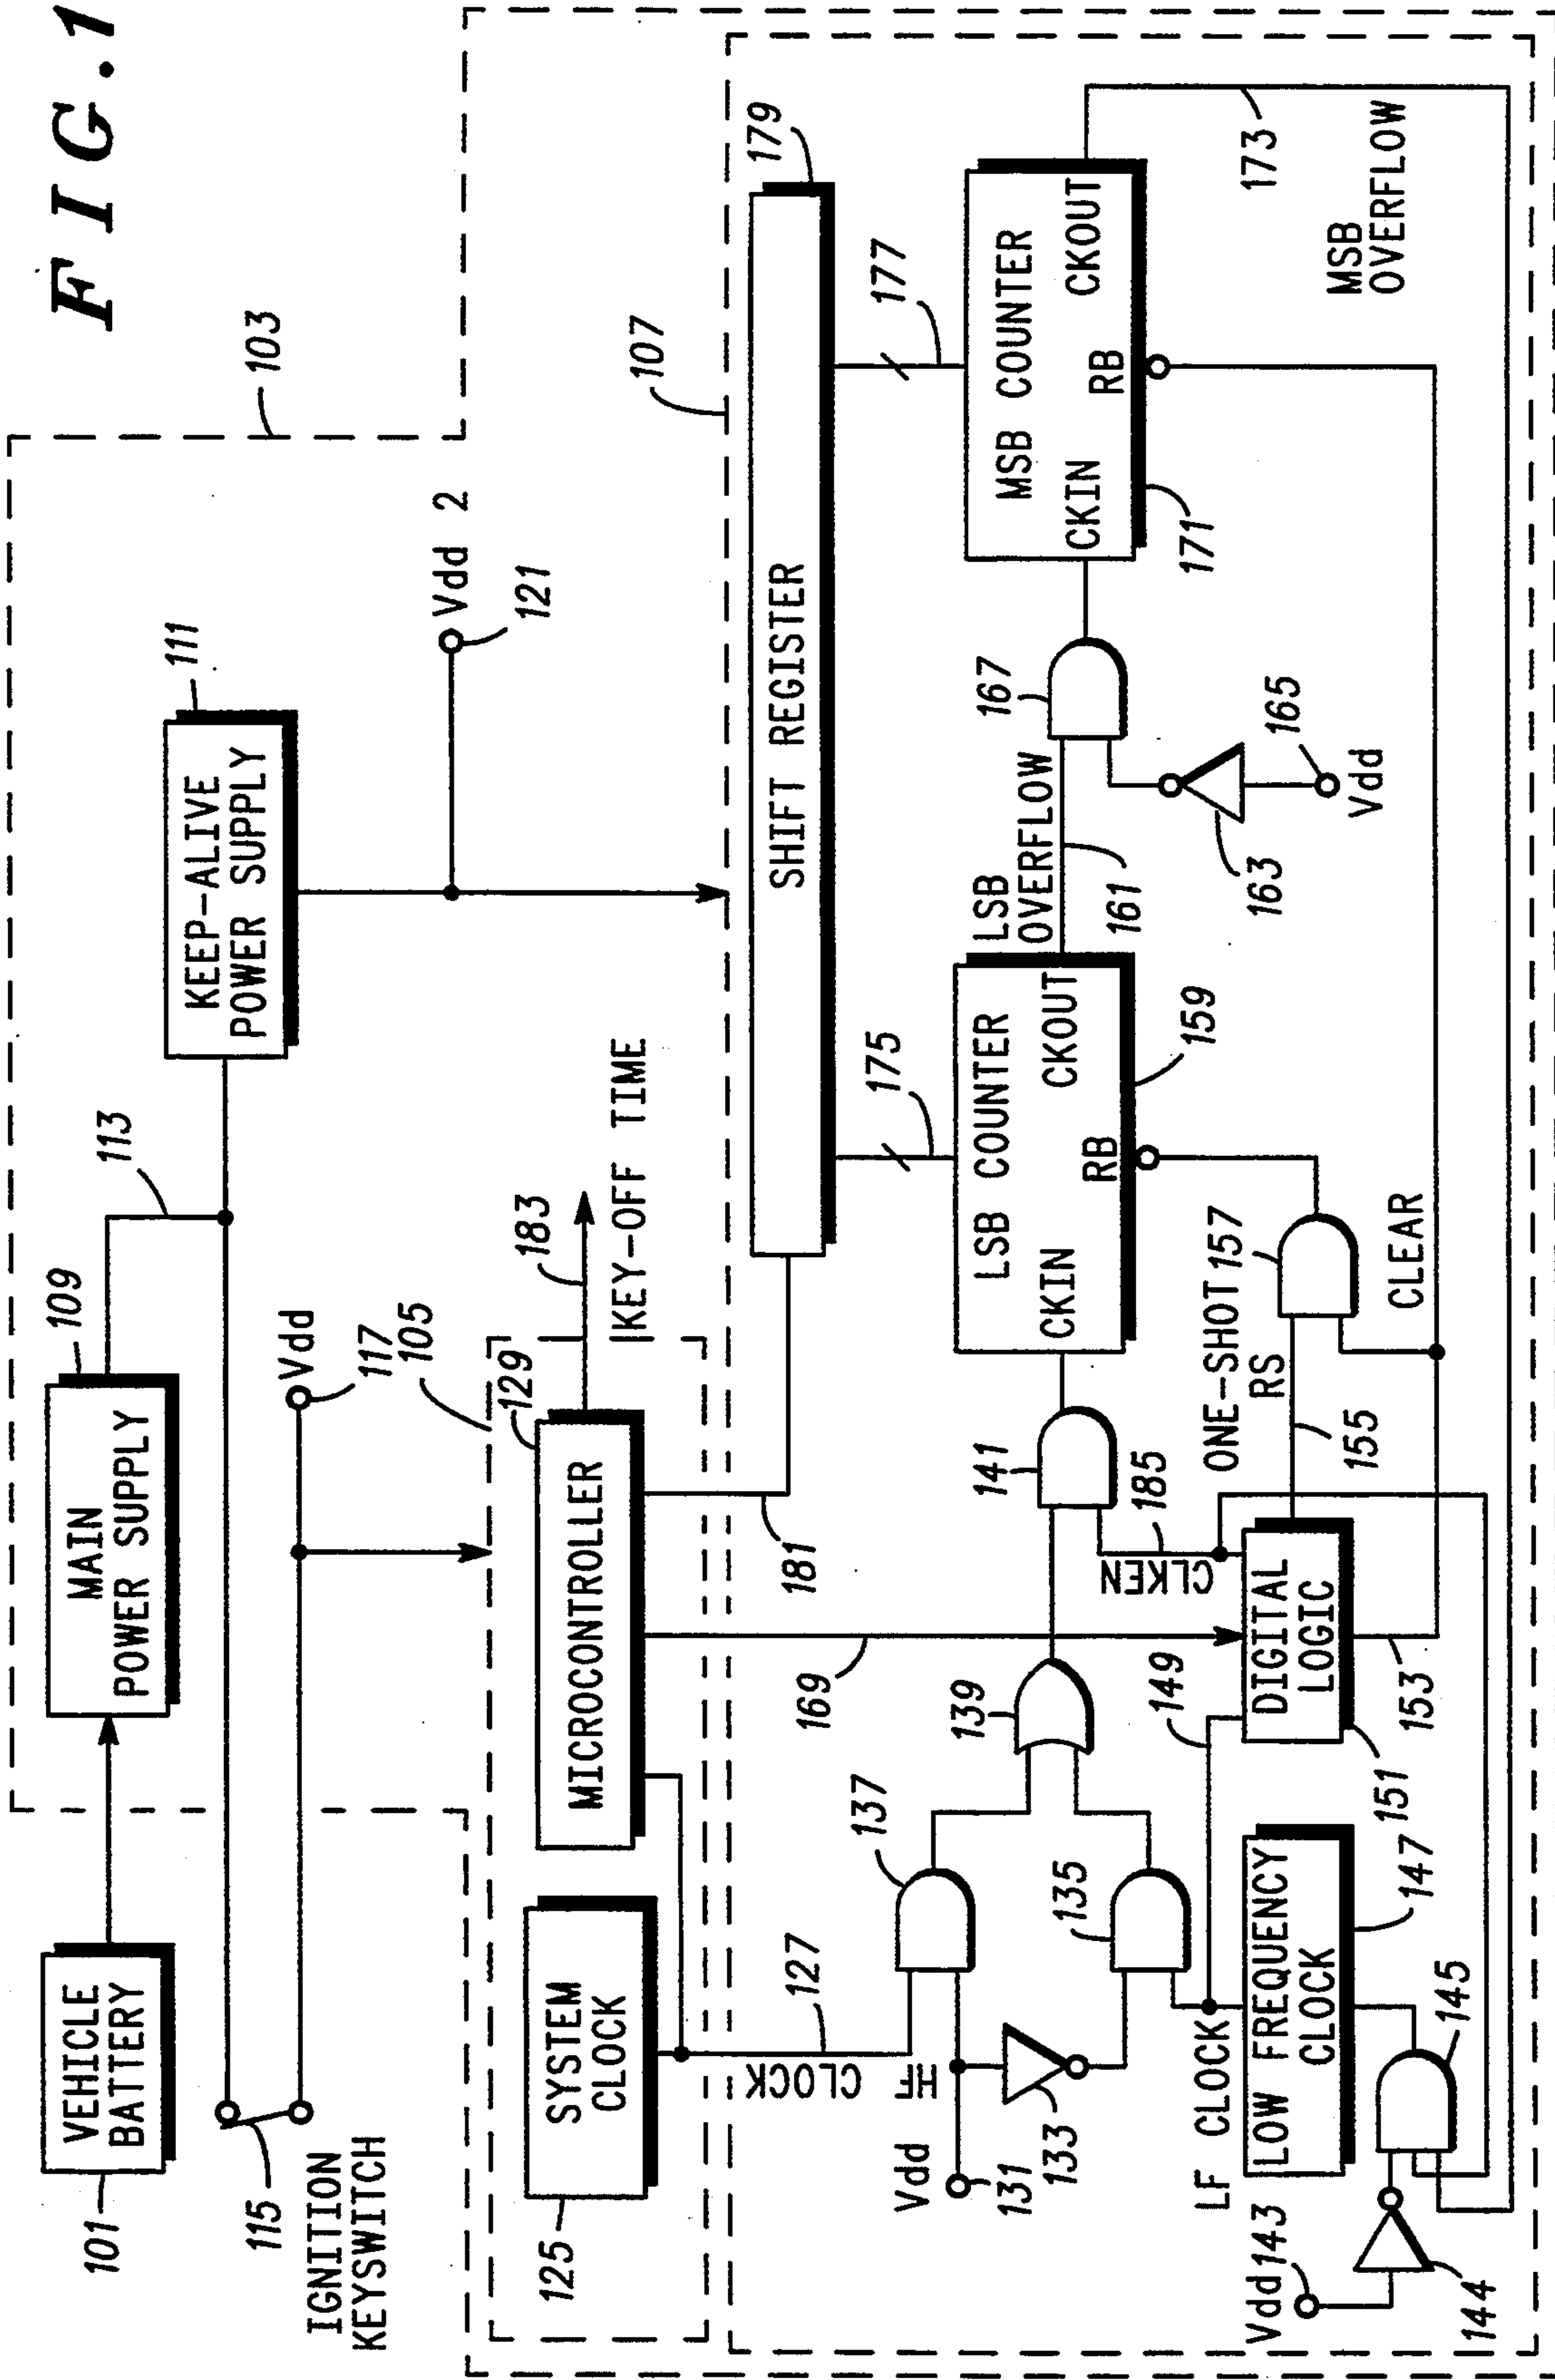 FIG.1
103
VEHICLE
BATTERY
101
MAIN
POWER SUPPLY
109
113
KEEP-ALIVE
POWER SUPPLY
111
115
IGNITION
KEYSWITCH
Vdd
117
Vdd 2
121
105
SYSTEM
CLOCK
125
MICROCONTROLLER
129
183
KEY-OFF TIME
107
181
169
127
CLOCK
HF
Vdd
131
133
137
135
139
141
CLKEN
185
SHIFT REGISTER
179
175
177
LSB COUNTER
CKIN
CKOUT
RB
159
LSB
OVERFLOW
161
163
Vdd
165
167
MSB COUNTER
CKIN
CKOUT
RB
171
173
MSB
OVERFLOW
LF CLOCK
149
LOW FREQUENCY
CLOCK
147
DIGITAL
LOGIC
151
153
ONE-SHOT
RS
155
157
CLEAR
Vdd
143
144
145